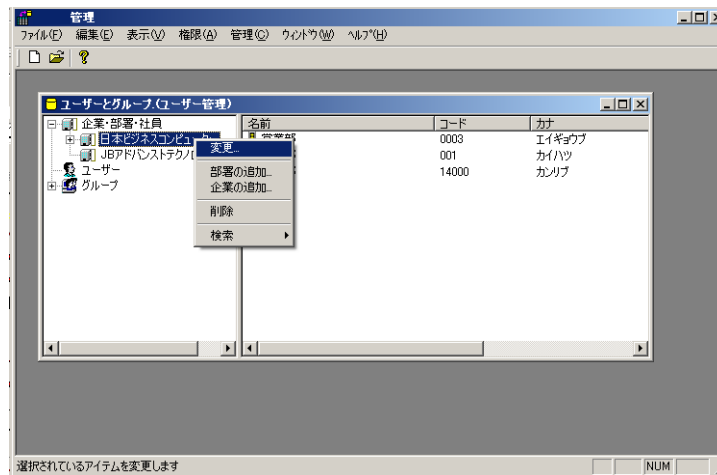 管理
ファイル(F) 編集(E) 表示(V) 権限(A) 管理(C) ウィンドウ(W) ヘルプ(H)
ユーザーとグループ.(ユーザー管理)
企業・部署・社員
日本ビジネスコンピューター
JBアドバンストテクノロ
ユーザー
グループ
名前 コード カナ
営業部 0003 エイギョウブ
001 カイハツ
14000 カンリブ
変更...
部署の追加...
企業の追加...
削除
検索
選択されているアイテムを変更します NUM